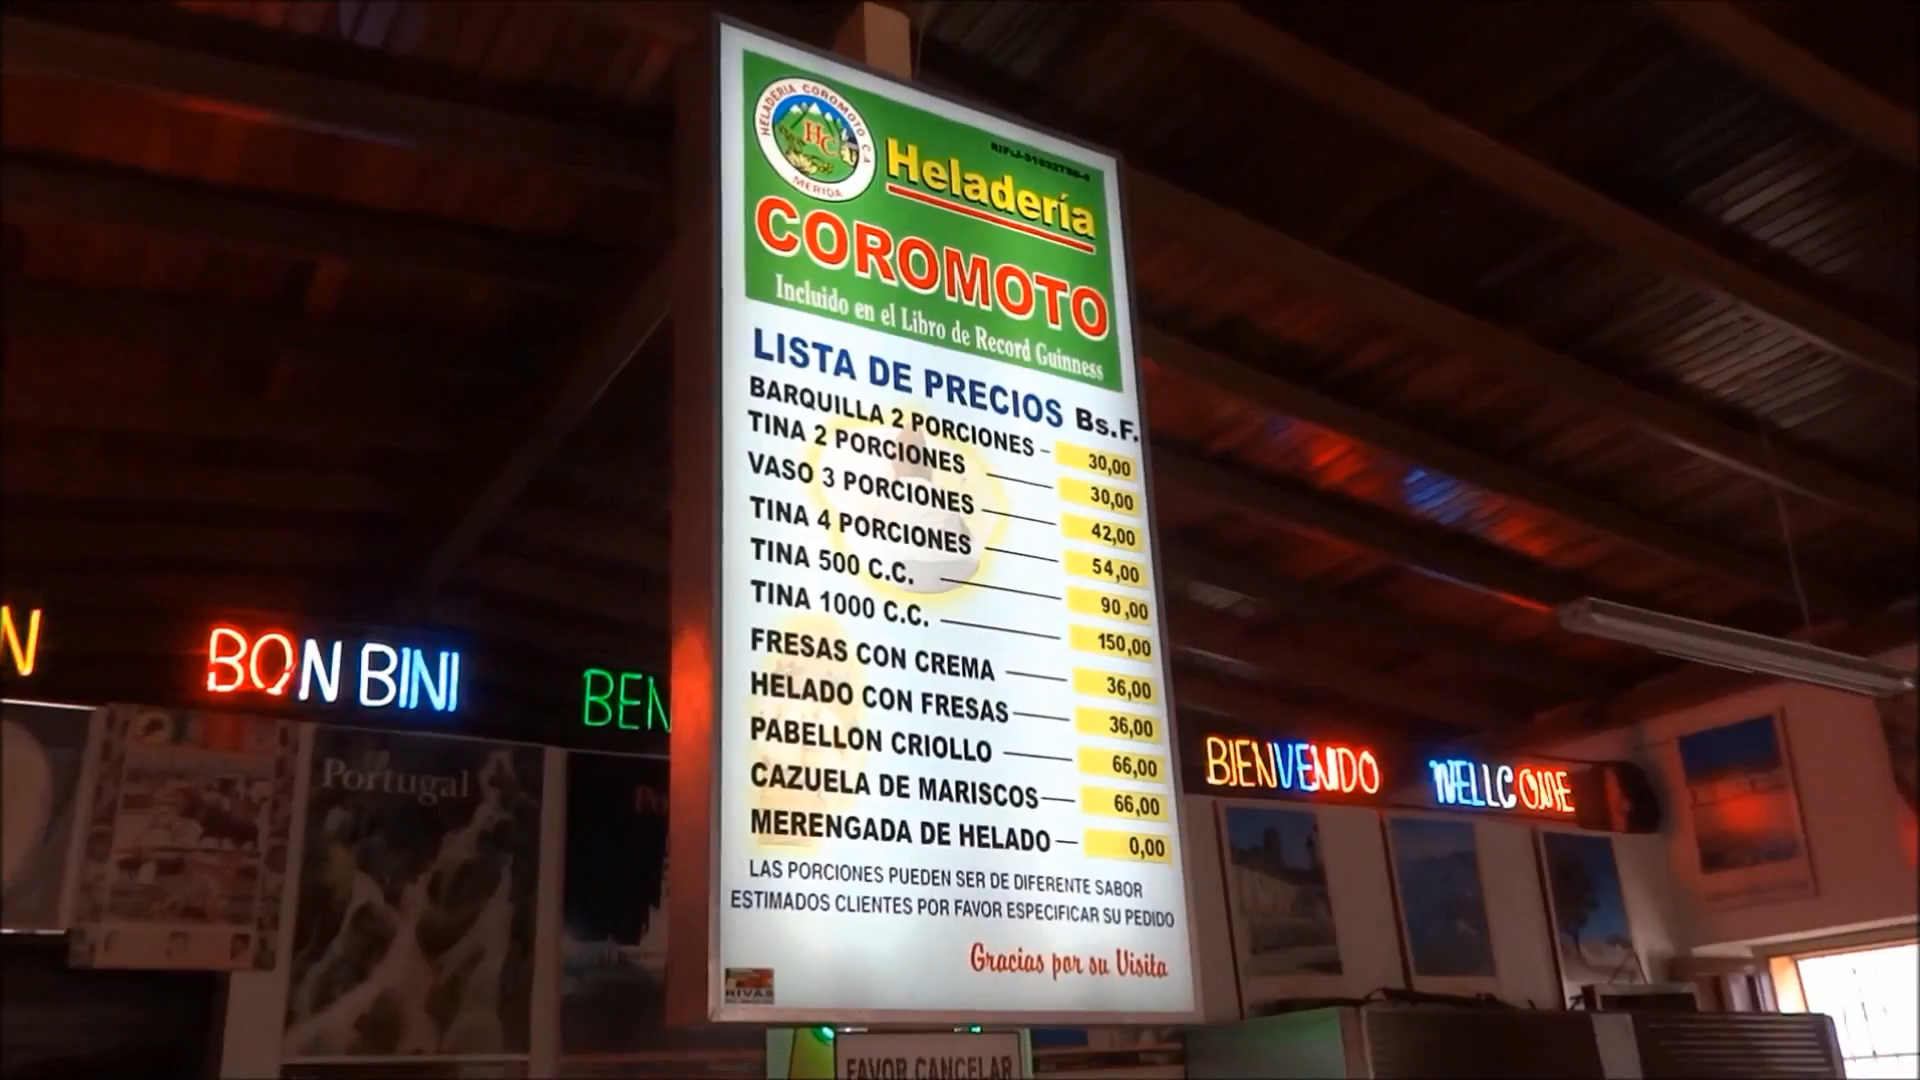 HELADERIA COROMOTO C.A
HC
MERIDA
Heladería
COROMOTO
Incluido en el Libro de Record Guinness
LISTA DE PRECIOS Bs.F.
BARQUILLA 2 PORCIONES - 30,00
TINA 2 PORCIONES 30,00
VASO 3 PORCIONES 42,00
TINA 4 PORCIONES 54,00
TINA 500 C.C. 90,00
TINA 1000 C.C. 150,00
FRESAS CON CREMA 36,00
HELADO CON FRESAS 36,00
PABELLON CRIOLLO 66,00
CAZUELA DE MARISCOS 66,00
MERENGADA DE HELADO 0,00
LAS PORCIONES PUEDEN SER DE DIFERENTE SABOR
ESTIMADOS CLIENTES POR FAVOR ESPECIFICAR SU PEDIDO
Gracias por su Visita
RIVAS
N
BON BINI
BEN
BIENVENIDO
WELLCOME
Portugal
FAVOR CANCELAR